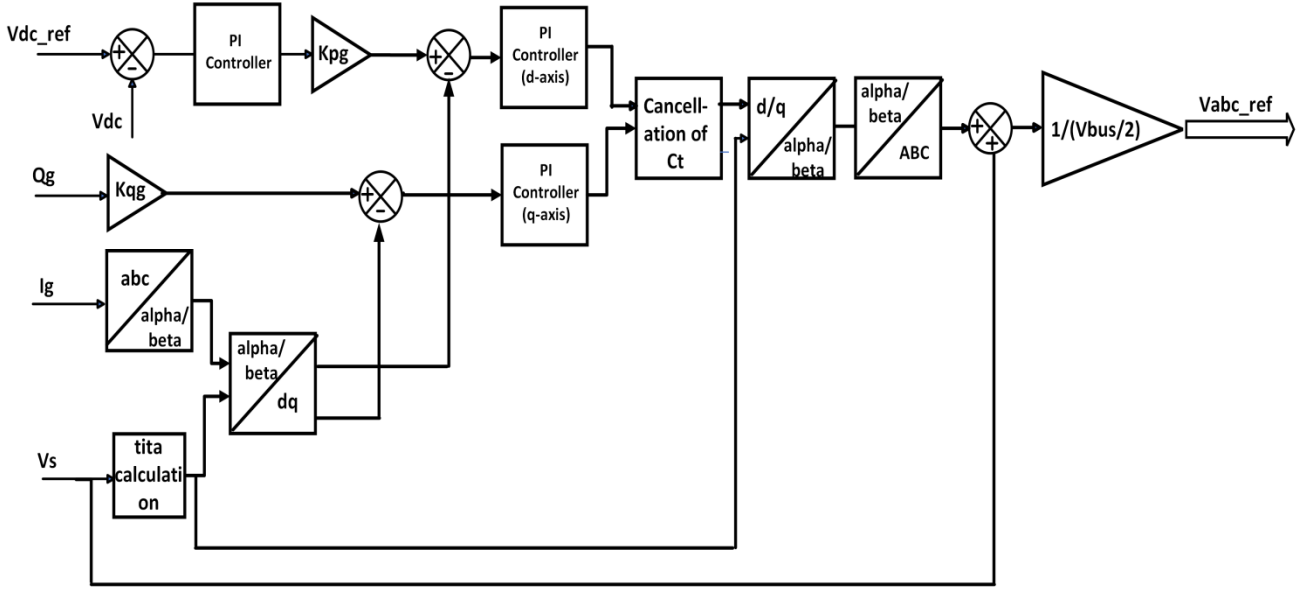 Vdc_ref
+
-
Vdc
PI
Controller
Kpg
+
-
PI
Controller
(d-axis)
Cancell-
ation of
Ct
d/q
alpha/
beta
alpha/
beta
ABC
+
+
1/(Vbus/2)
Vabc_ref
Qg
Kqg
+
-
PI
Controller
(q-axis)
Ig
abc
alpha/
beta
alpha/
beta
dq
Vs
tita
calculati
on